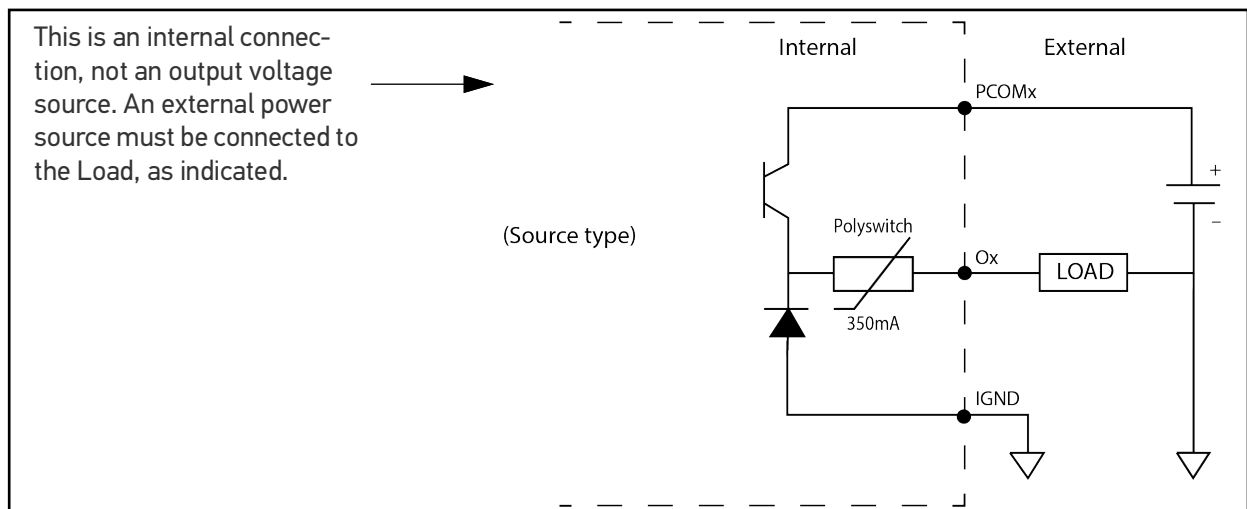 This is an internal connec-
tion, not an output voltage
source. An external power
source must be connected to
the Load, as indicated.
Internal
External
PCOMx
+
−
(Source type)
Polyswitch
Ox
LOAD
350mA
IGND